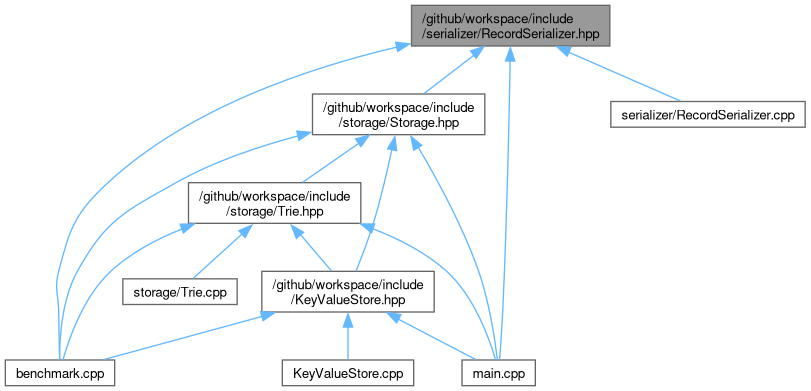 /github/workspace/include
/serializer/RecordSerializer.hpp
/github/workspace/include
/storage/Storage.hpp
serializer/RecordSerializer.cpp
/github/workspace/include
/storage/Trie.hpp
storage/Trie.cpp
/github/workspace/include
/KeyValueStore.hpp
benchmark.cpp
KeyValueStore.cpp
main.cpp